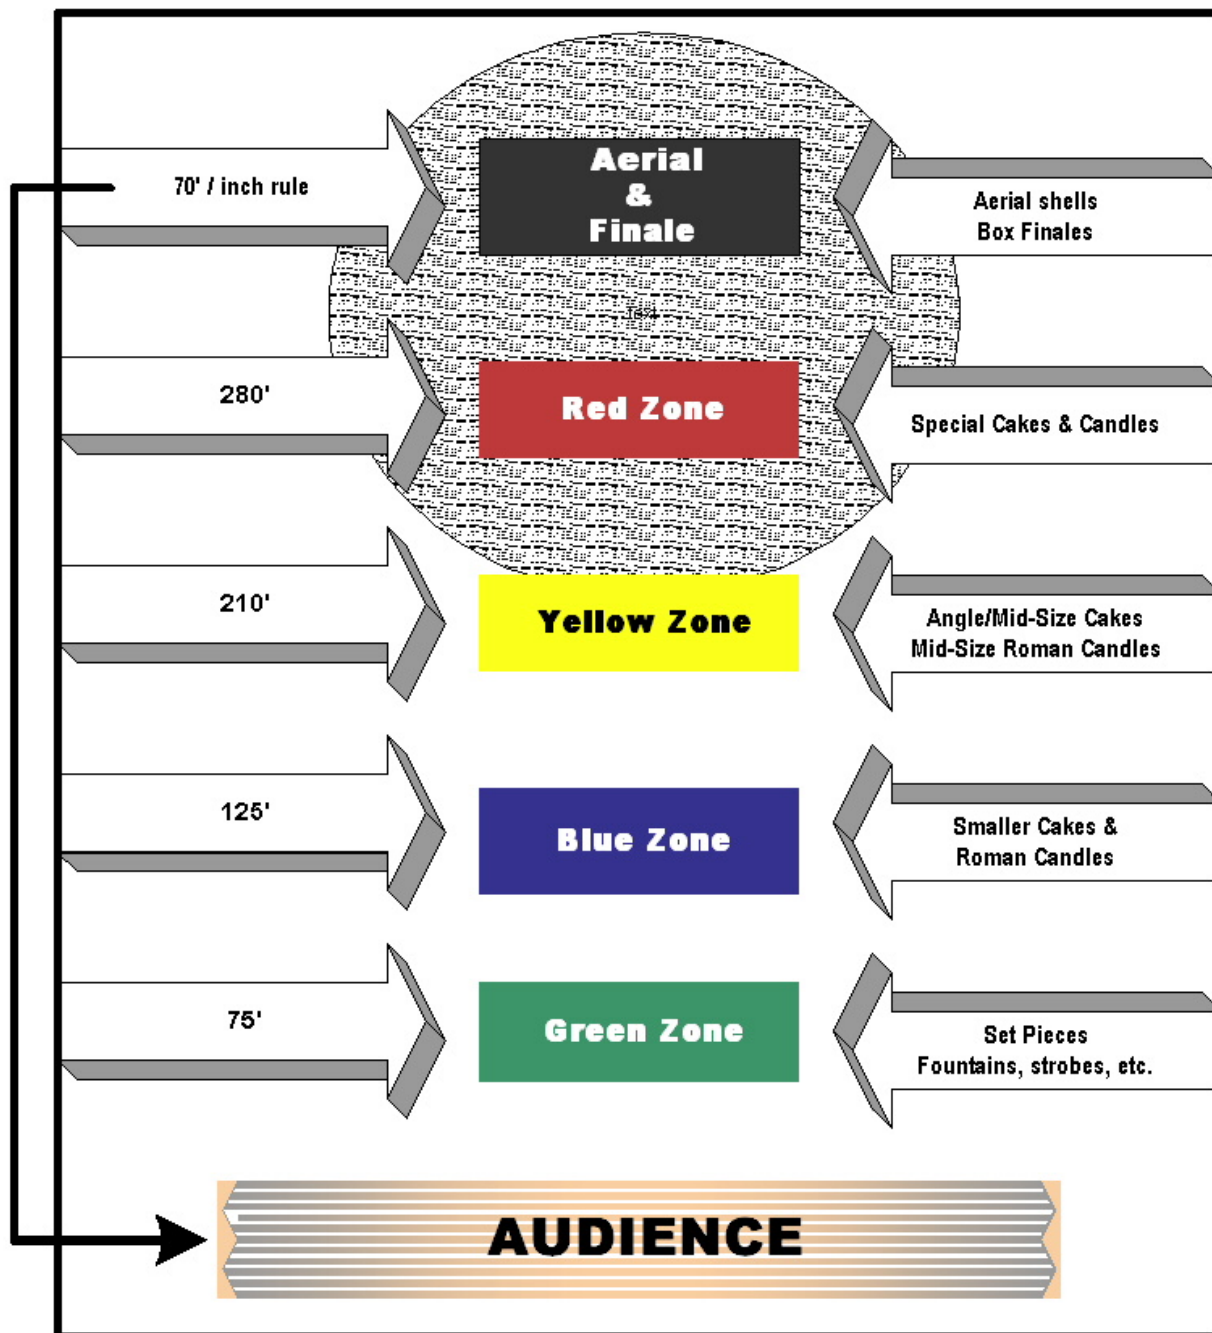 70' / inch rule
Aerial
&
Finale
Aerial shells
Box Finales
Text
280'
Red Zone
Special Cakes & Candles
210'
Yellow Zone
Angle/Mid-Size Cakes
Mid-Size Roman Candles
125'
Blue Zone
Smaller Cakes &
Roman Candles
75'
Green Zone
Set Pieces
Fountains, strobes, etc.
AUDIENCE